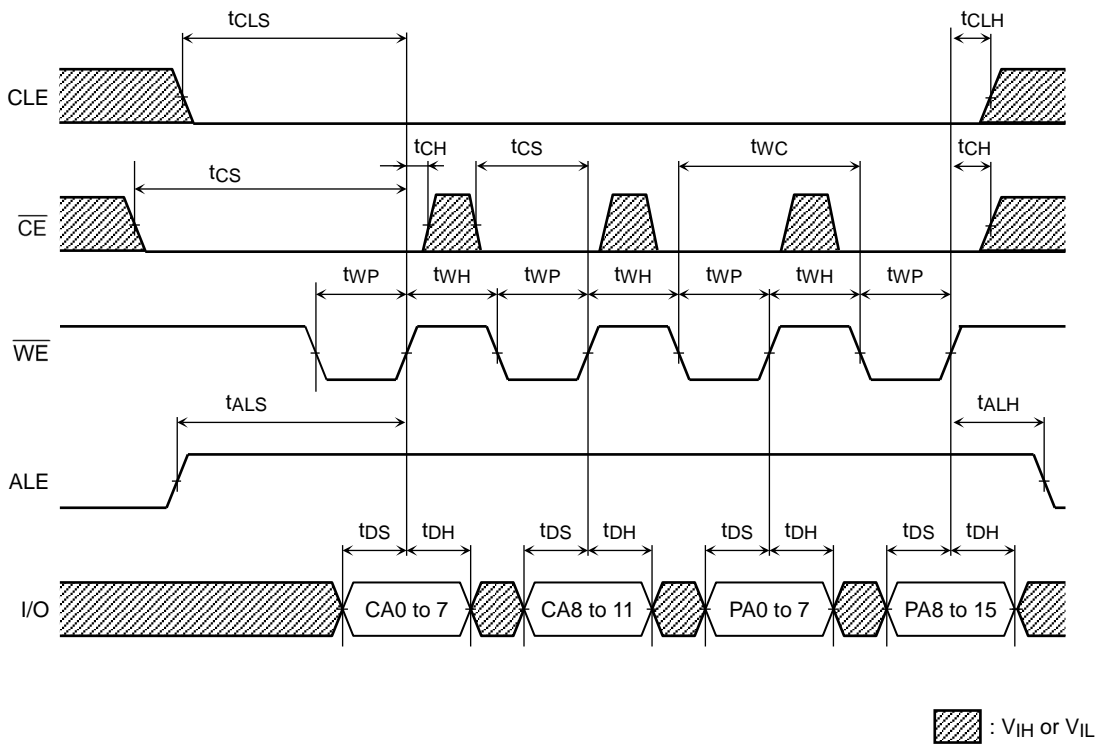 tCLS tCLH
CLE
tCH tCS tWC tCH
tCS
CE
tWP tWH tWP tWH tWP tWH tWP
WE
tALS tALH
ALE
tDS tDH tDS tDH tDS tDH tDS tDH
I/O CA0 to 7 CA8 to 11 PA0 to 7 PA8 to 15
: VIH or VIL